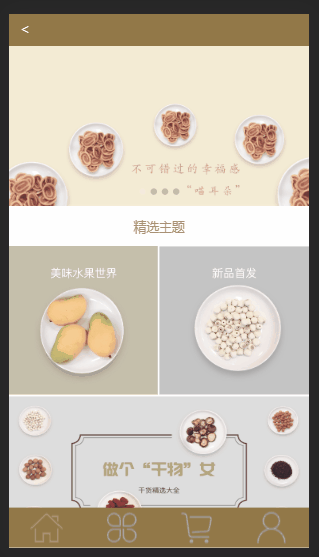 <
不可错过的幸福感
“猫耳朵”
精选主题
美味水果世界
新品首发
做个“干物”女
干货精选大全